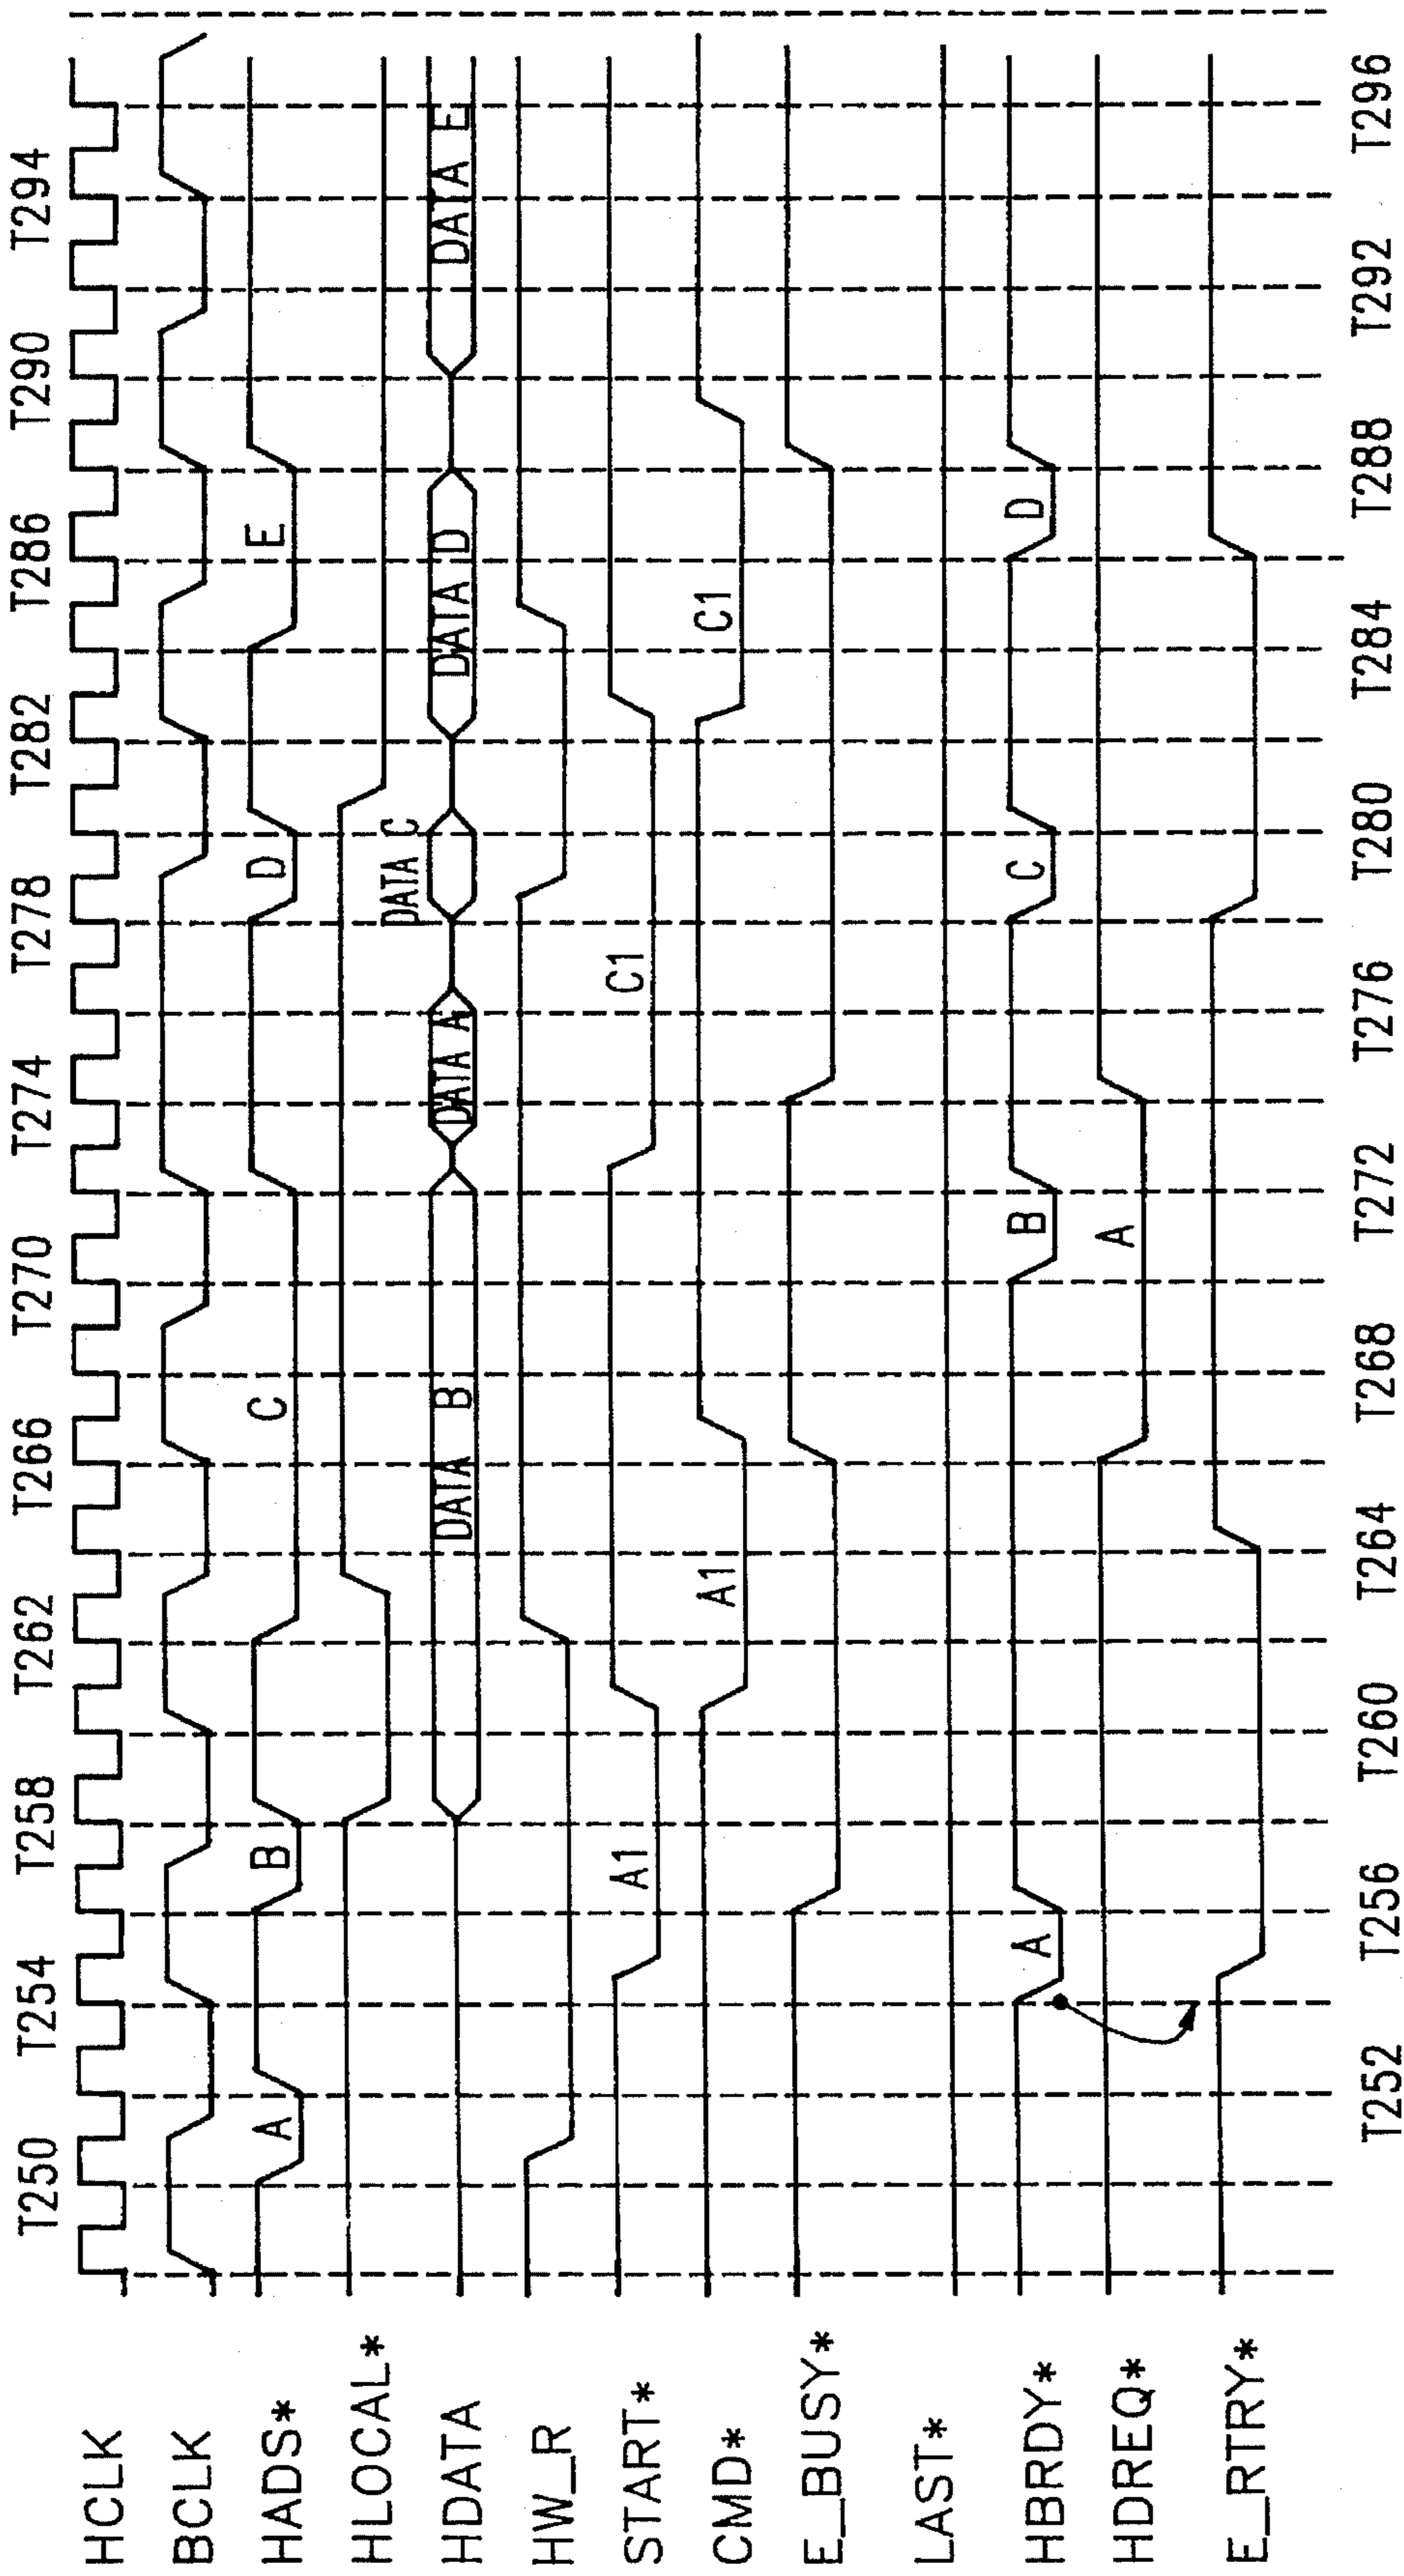 T250 T254 T258 T262 T266 T270 T274 T278 T282 T286 T290 T294
HCLK
BCLK
HADS* A B C D E
HLOCAL*
HDATA DATA B DATA A DATA C DATA D DATA E
HW_R
START* A1 C1
CMD* A1 C1
E_BUSY*
LAST*
HBRDY* A B C D
HDREQ* A
E_RTRY*
T252 T256 T260 T264 T268 T272 T276 T280 T284 T288 T292 T296